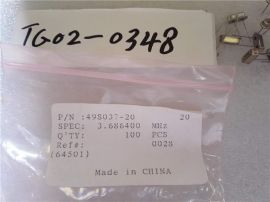 TG02-0348
P/N :49S037-20 20
SPEC: 3.686400 MHz
Q'TY: 100 PCS
Ref#: 0028
(64501)
Made in CHINA